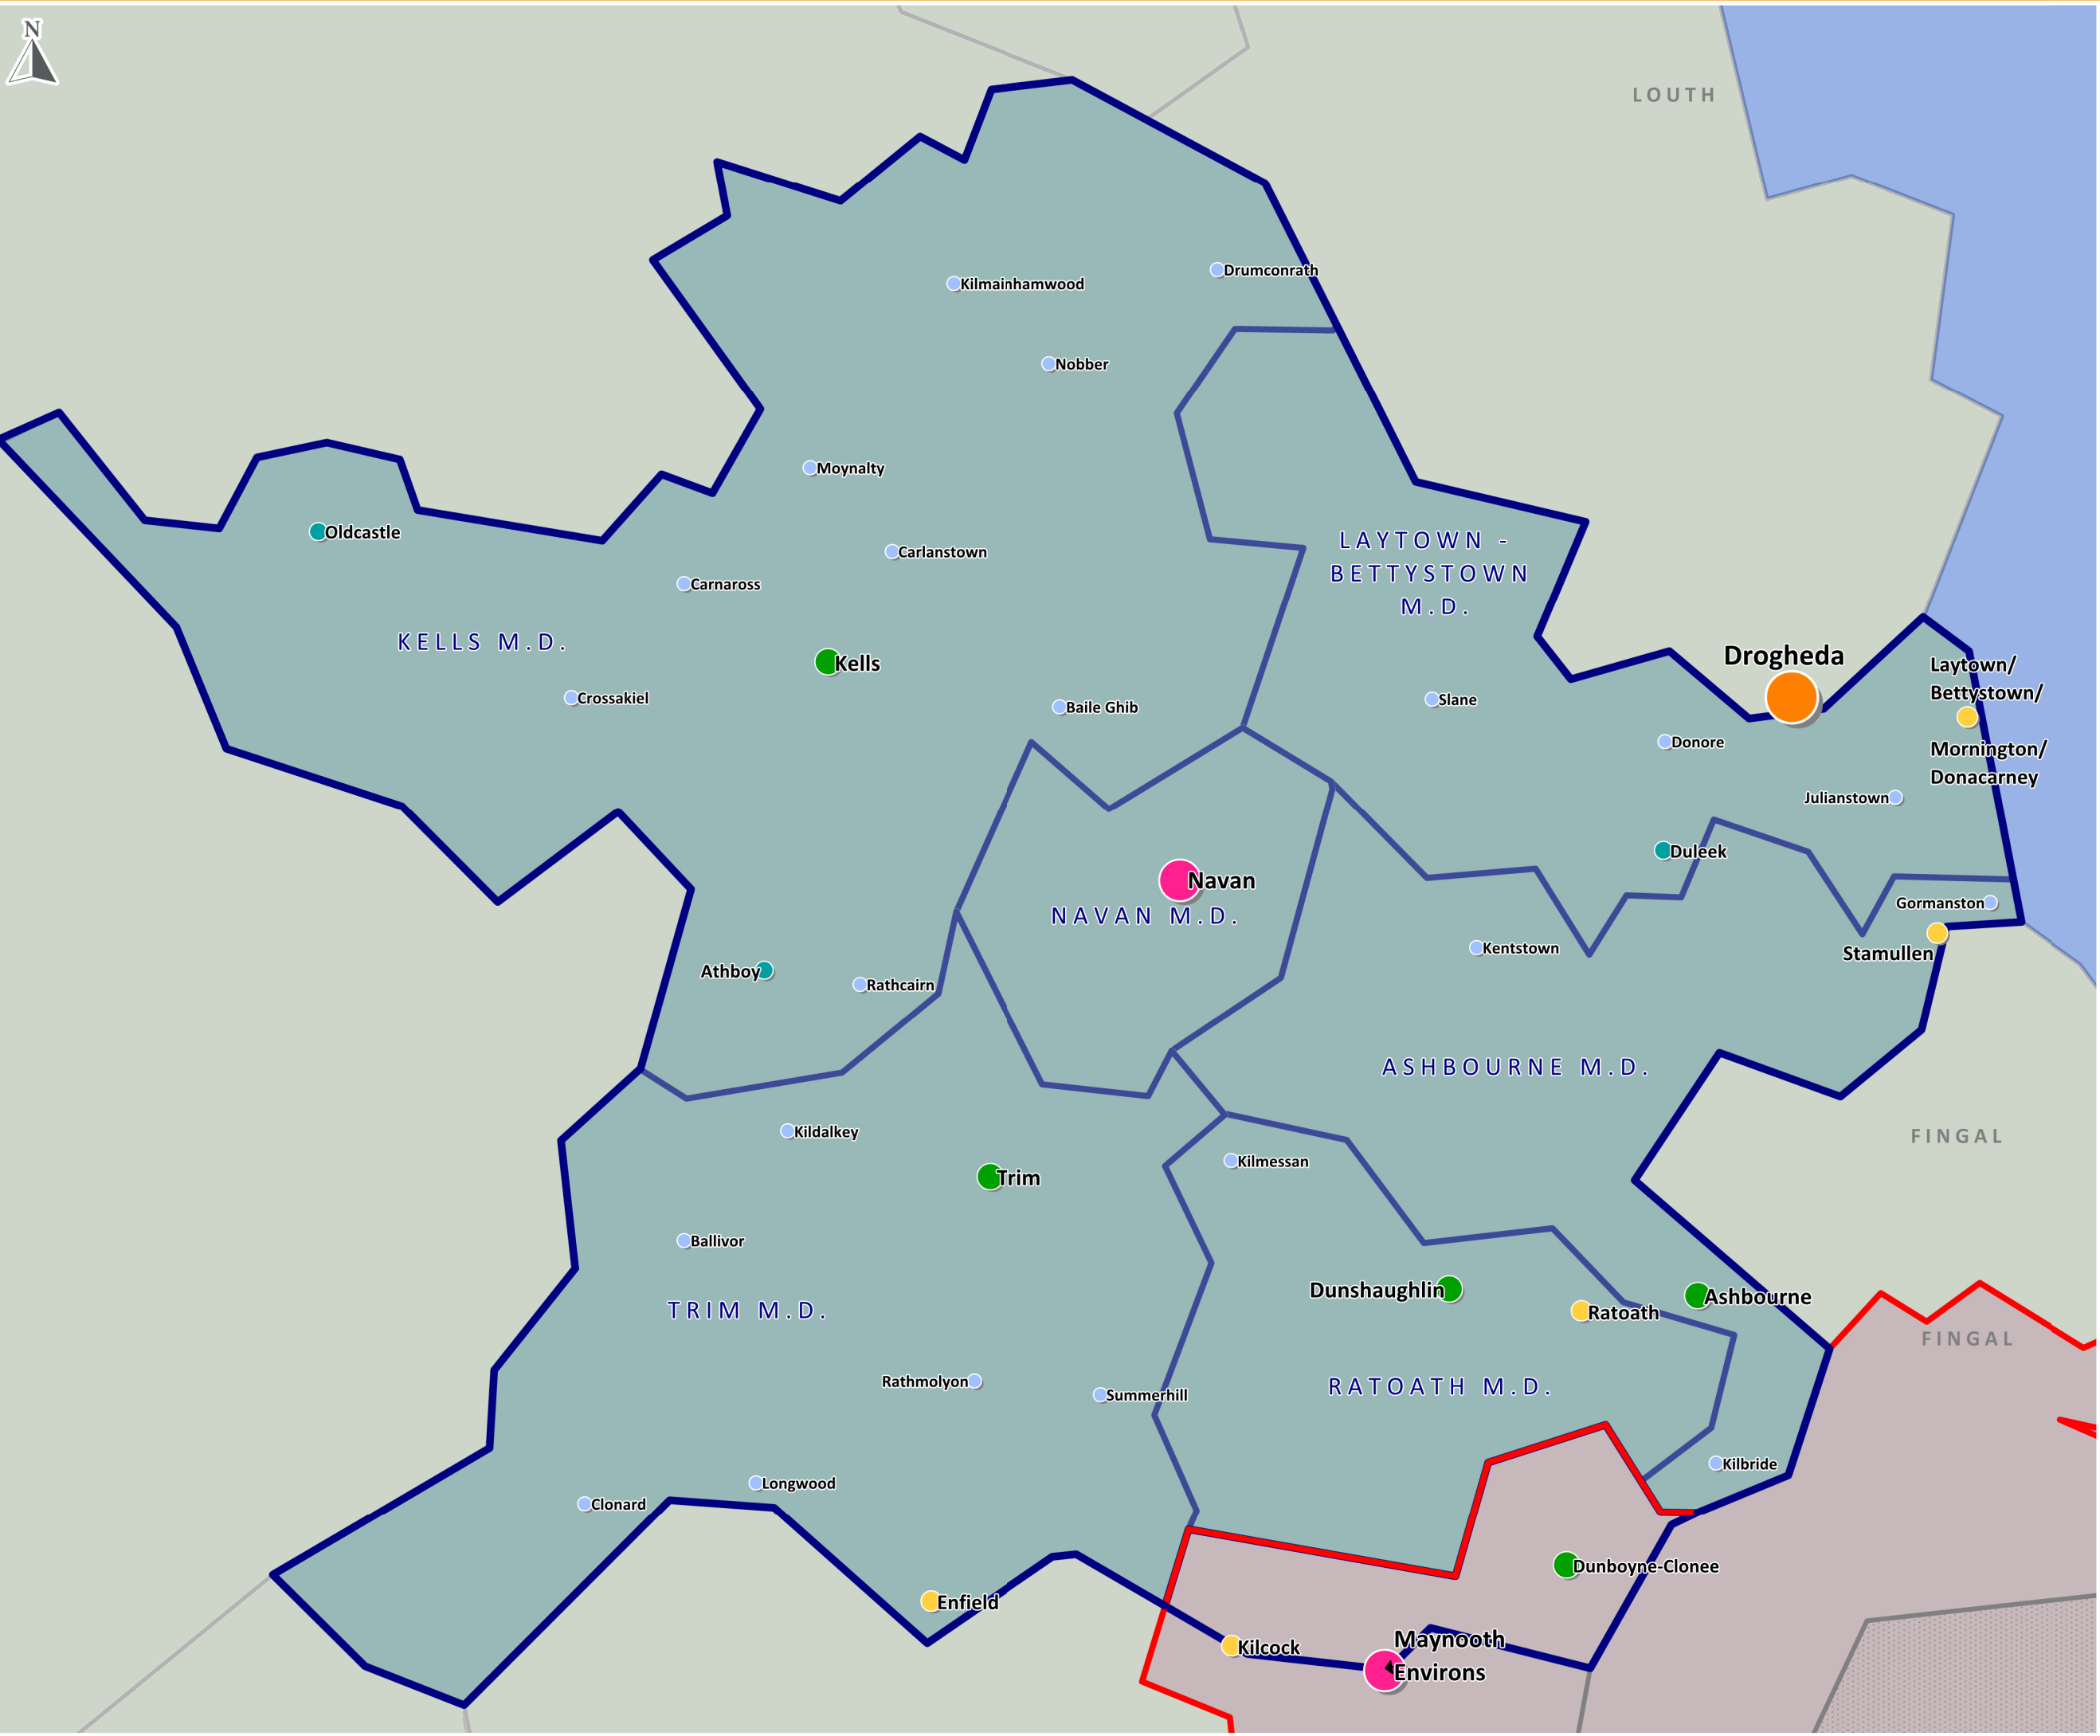 N
LOUTH
Drumconrath
Kilmainhamwood
Nobber
Moynalty
Oldcastle
LAYTOWN -
BETTYSTOWN
M.D.
Carlanstown
Carnaross
KELLS M.D.
Kells
Drogheda
Laytown/
Bettystown/
Mornington/
Donacarney
Crossakiel
Baile Ghib
Slane
Donore
Julianstown
Duleek
Navan
NAVAN M.D.
Gormanston
Stamullen
Kentstown
Athboy
Rathcairn
ASHBOURNE M.D.
Kildalkey
FINGAL
Kilmessan
Trim
Ballivor
Dunshaughlin
Ashbourne
Ratoath
TRIM M.D.
FINGAL
Rathmolyon
Summerhill
RATOATH M.D.
Kilbride
Longwood
Clonard
Dunboyne-Clonee
Enfield
Kilcock
Maynooth
Environs